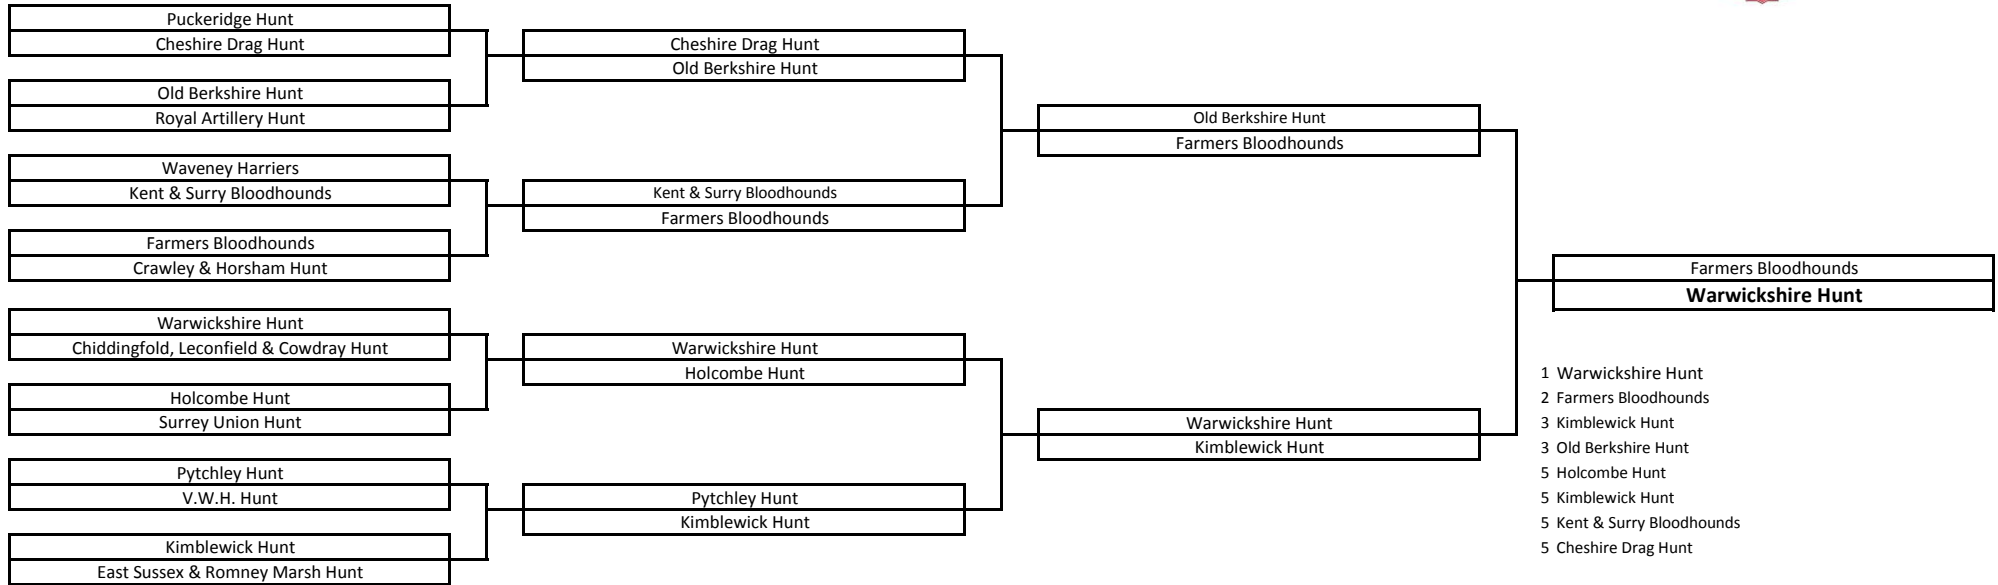 Puckeridge Hunt
Cheshire Drag Hunt
Old Berkshire Hunt
Royal Artillery Hunt
Waveney Harriers
Kent & Surry Bloodhounds
Farmers Bloodhounds
Crawley & Horsham Hunt
Warwickshire Hunt
Chiddingfold, Leconfield & Cowdray Hunt
Holcombe Hunt
Surrey Union Hunt
Pytchley Hunt
V.W.H. Hunt
Kimblewick Hunt
East Sussex & Romney Marsh Hunt
Cheshire Drag Hunt
Old Berkshire Hunt
Kent & Surry Bloodhounds
Farmers Bloodhounds
Warwickshire Hunt
Holcombe Hunt
Pytchley Hunt
Kimblewick Hunt
Old Berkshire Hunt
Farmers Bloodhounds
Warwickshire Hunt
Kimblewick Hunt
Farmers Bloodhounds
Warwickshire Hunt
1 Warwickshire Hunt
2 Farmers Bloodhounds
3 Kimblewick Hunt
3 Old Berkshire Hunt
5 Holcombe Hunt
5 Kimblewick Hunt
5 Kent & Surry Bloodhounds
5 Cheshire Drag Hunt